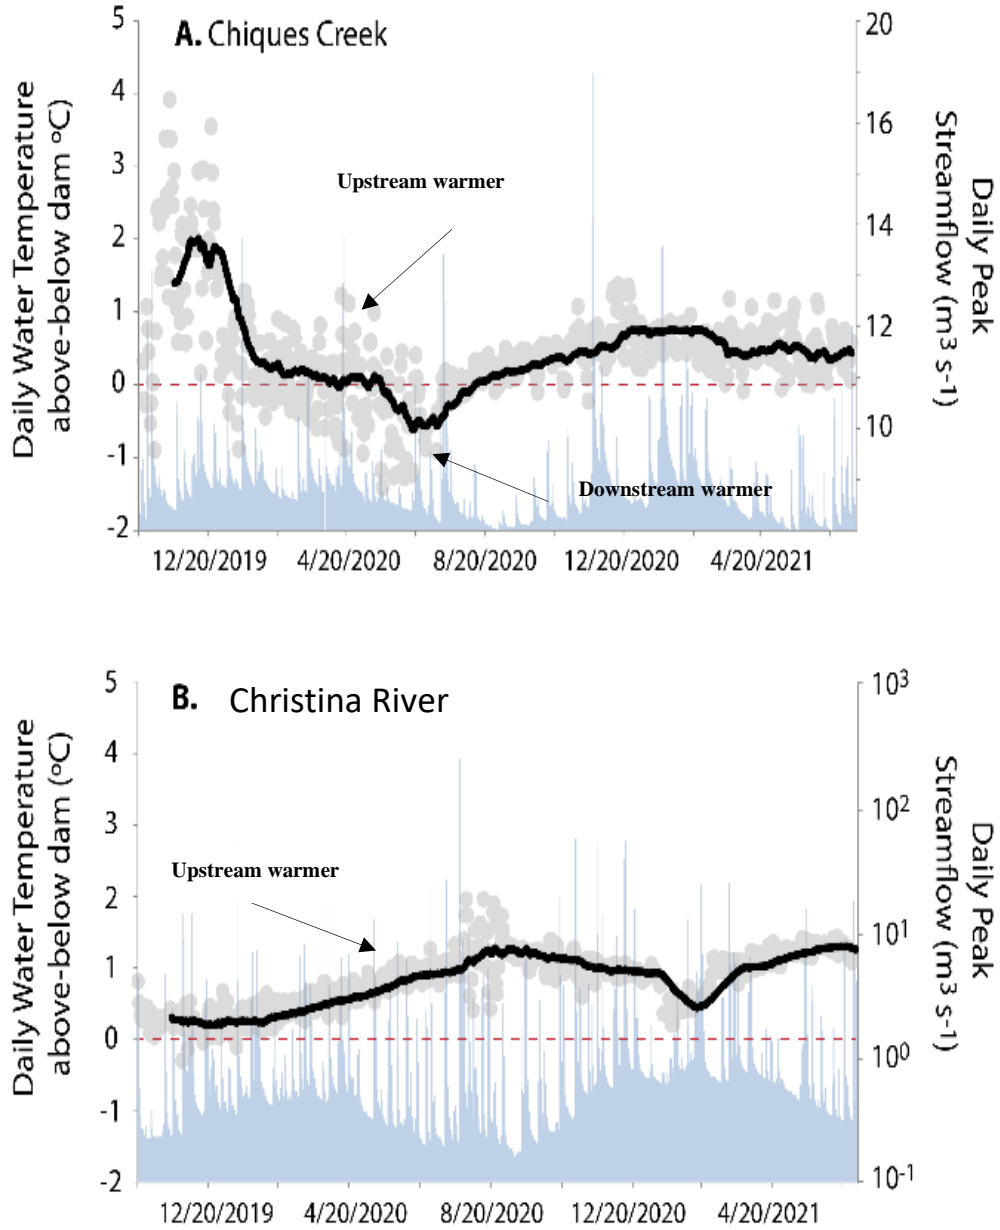 A. Chiques Creek
5
4
3
2
1
0
-1
-2
Daily Water Temperature
above-below dam ºC)
20
16
14
12
10
Daily Peak
Streamflow (m3 s-1)
Upstream warmer
Downstream warmer
12/20/2019 4/20/2020 8/20/2020 12/20/2020 4/20/2021
B. Christina River
5
4
3
2
1
0
-1
-2
Daily Water Temperature
above-below dam (ºC)
10³
10²
10¹
10⁰
10⁻¹
Daily Peak
Streamflow (m3 s-1)
Upstream warmer
12/20/2019 4/20/2020 8/20/2020 12/20/2020 4/20/2021